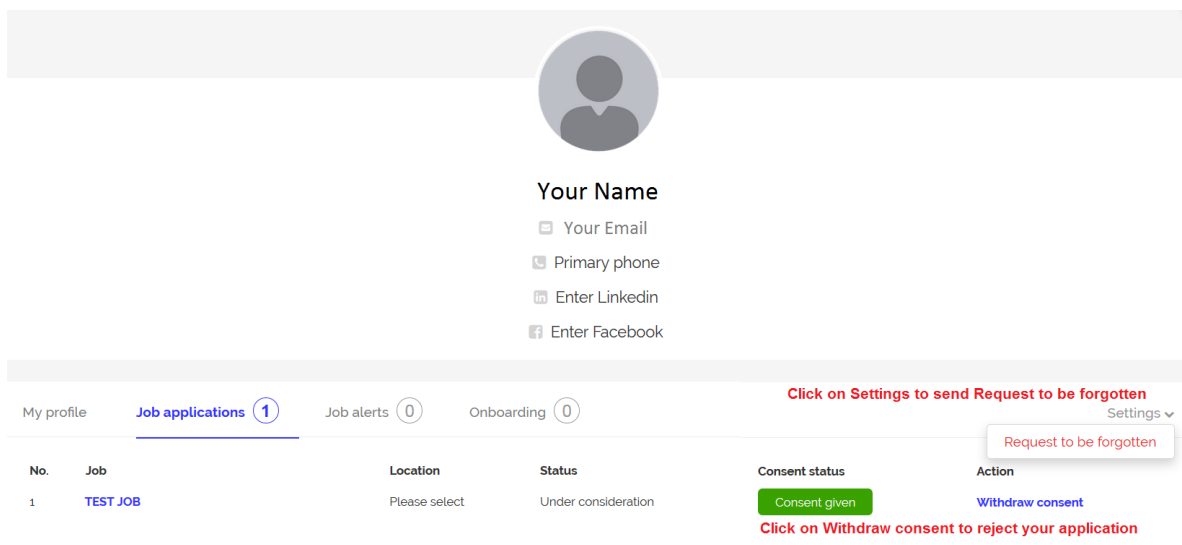 Your Name
Your Email
Primary phone
Enter Linkedin
Enter Facebook
Click on Settings to send Request to be forgotten
My profile Job applications 1 Job alerts 0 Onboarding 0 Settings
Request to be forgotten
No. Job Location Status Consent status Action
1 TEST JOB Please select Under consideration Consent given Withdraw consent
Click on Withdraw consent to reject your application